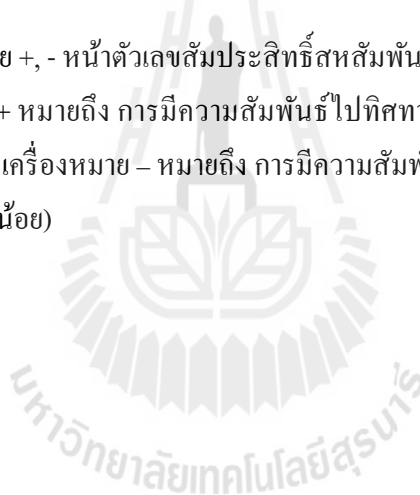 ย +, - หน้าตัวเลขสัมประสิทธิ์สหสัมพัน
+ หมายถึง การมีความสัมพันธ์ไปทิศทา
เครื่องหมาย – หมายถึง การมีความสัมพั
น้อย)
มหาวิทยาลัยเทคโนโลยีสุรนาร